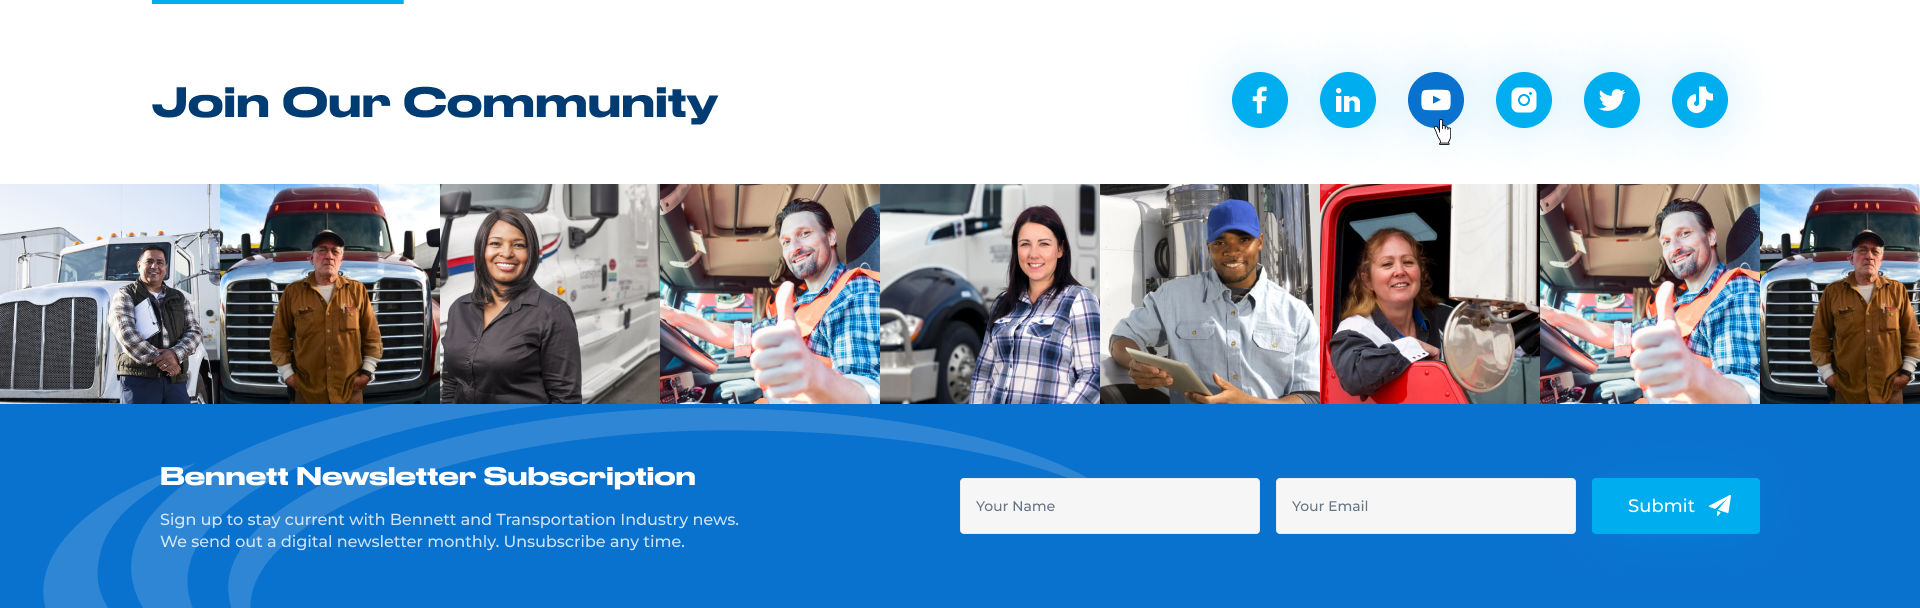 Join Our Community
Bennett Newsletter Subscription
Sign up to stay current with Bennett and Transportation Industry news.
We send out a digital newsletter monthly. Unsubscribe any time.
Your Name
Your Email
Submit